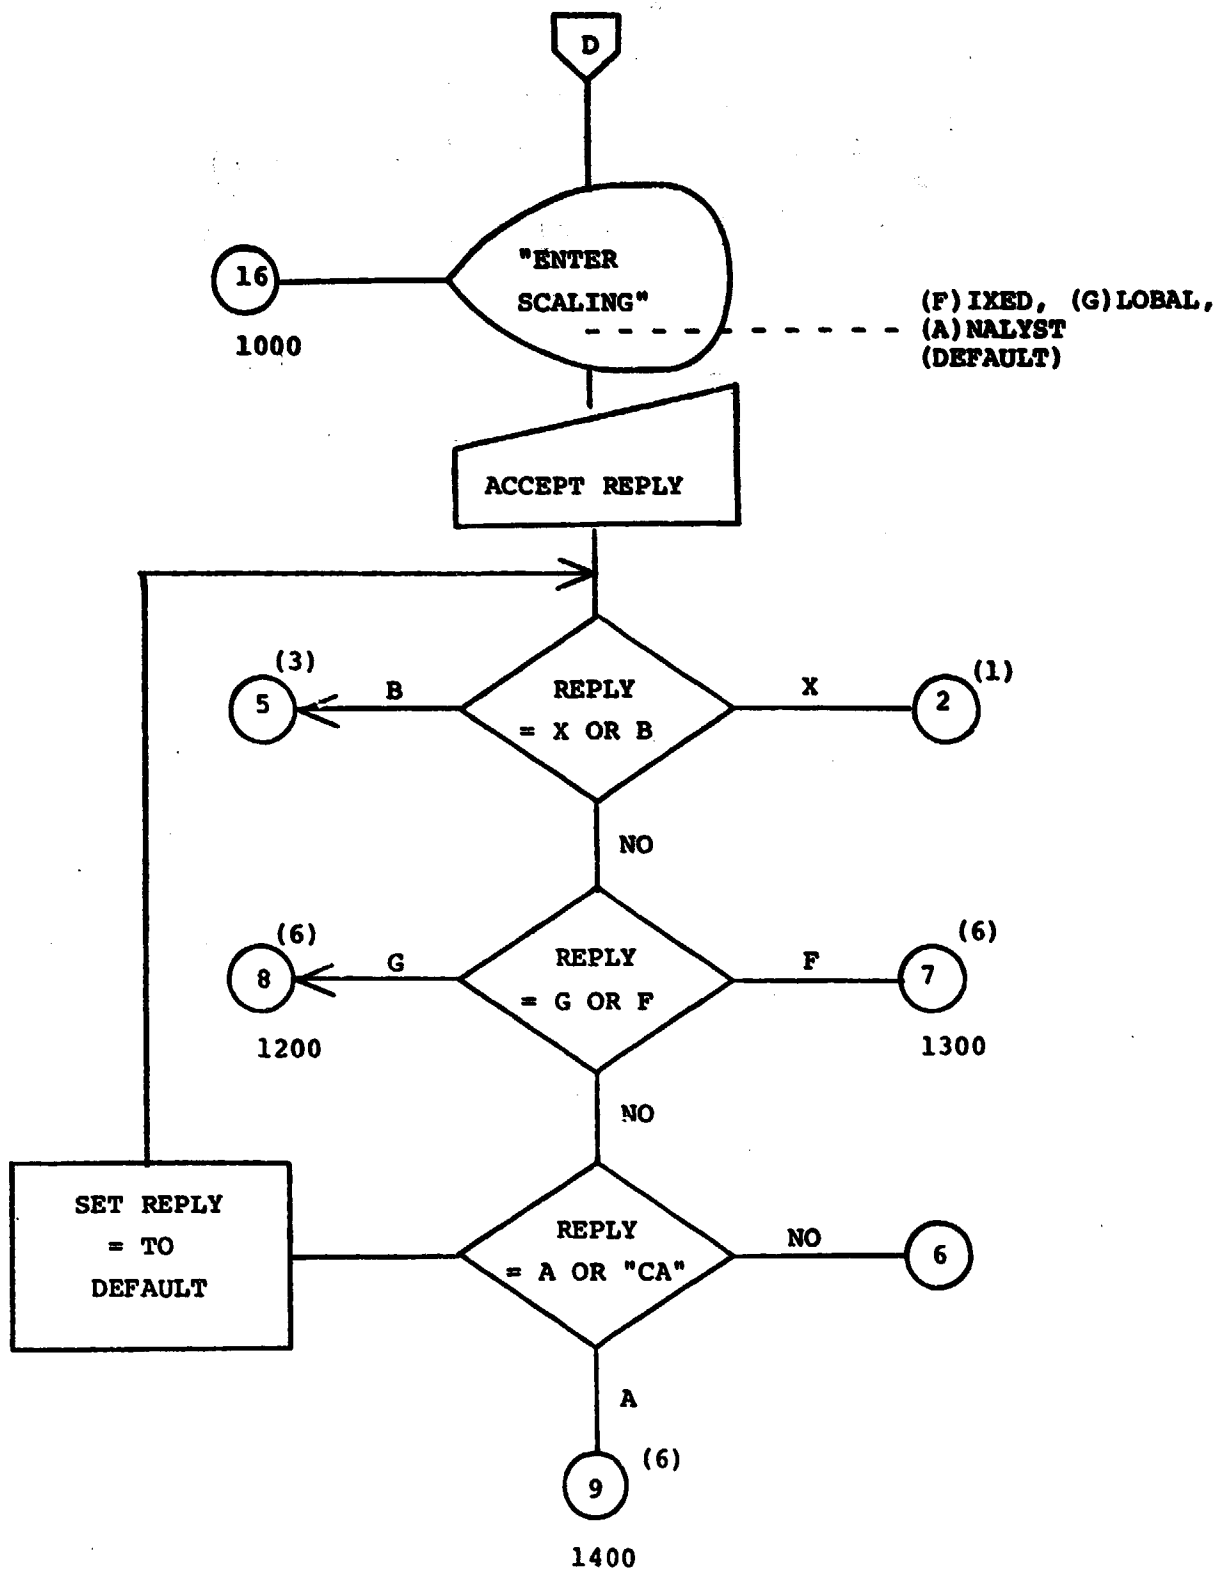 D
"ENTER
SCALING"
16
1000
(F)IXED, (G)LOBAL,
(A)NALYST
(DEFAULT)
ACCEPT REPLY
(3)
5
B
REPLY
= X OR B
X
2
(1)
NO
(6)
8
1200
G
REPLY
= G OR F
F
(6)
7
1300
NO
SET REPLY
= TO
DEFAULT
REPLY
= A OR "CA"
NO
6
A
9
(6)
1400